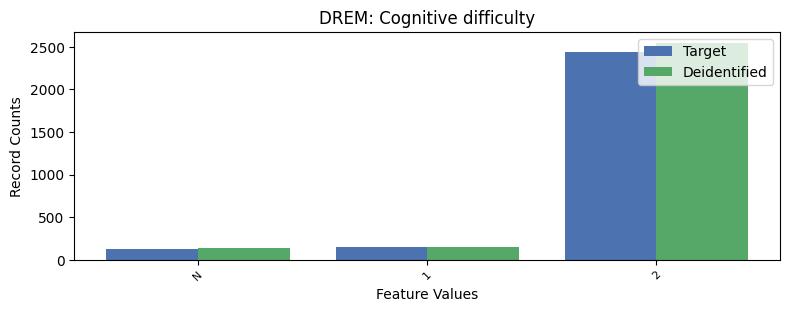 DREM: Cognitive difficulty
Record Counts
2500
2000
1500
1000
500
0
Target
Deidentified
N
1
2
Feature Values